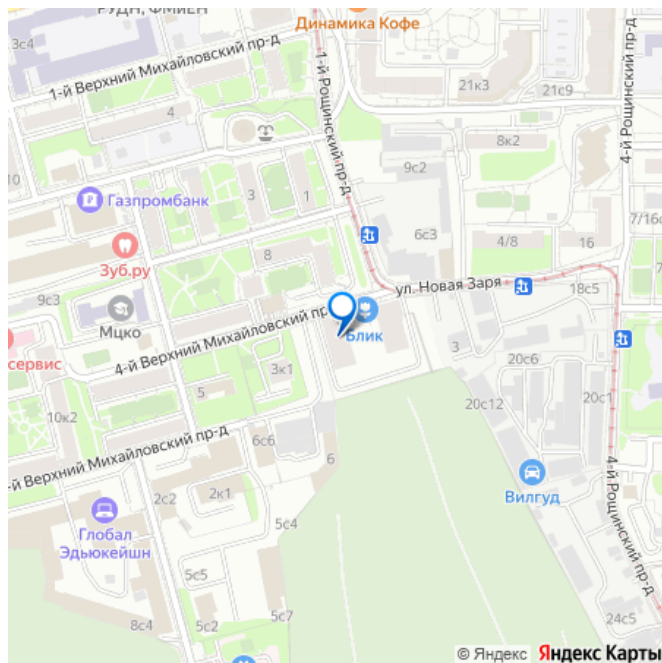 РУДН, ФМИЕН
Динамика Кофе
3с4
1-й Верхний Михайловский пр-д
1-й Рощинский пр-д
4-й Рощинский пр-д
21к3
21с9
4
8к2
9с2
10
Газпромбанк
3
1
7/16с
6с3
4/8
16
Зуб.ру
8
ул. Новая Заря
18с5
9с3
Мцко
4-й Верхний Михайловский пр-д
Блик
сервис
3
20с6
3к1
5
20с12
20с1
10к2
6с6
й Верхний Михайловский пр-д
6
Вилгуд
4-й Рощинский пр-д
2с2
2к1
Глобал
Эдьюкейшн
5с4
5с5
8с4
5с2
5с7
24с5
© Яндекс
Яндекс Карты